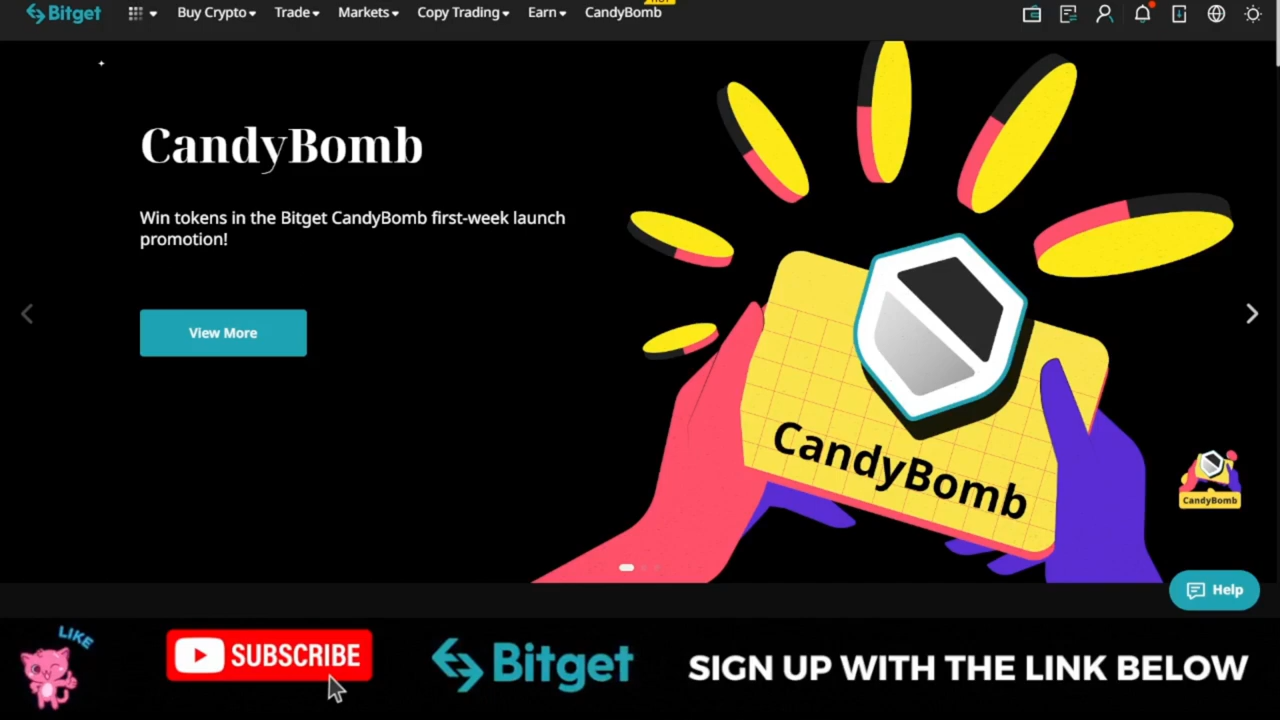 Bitget
Buy Crypto
Trade
Markets
Copy Trading
Earn
CandyBomb
CandyBomb
Win tokens in the Bitget CandyBomb first-week launch
promotion!
View More
CandyBomb
CandyBomb
Help
LIKE
SUBSCRIBE
Bitget
SIGN UP WITH THE LINK BELOW